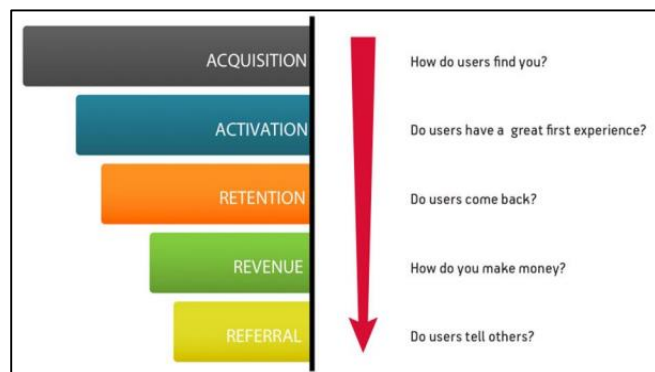 ACQUISITION
How do users find you?
ACTIVATION
Do users have a great first experience?
RETENTION
Do users come back?
REVENUE
How do you make money?
REFERRAL
Do users tell others?